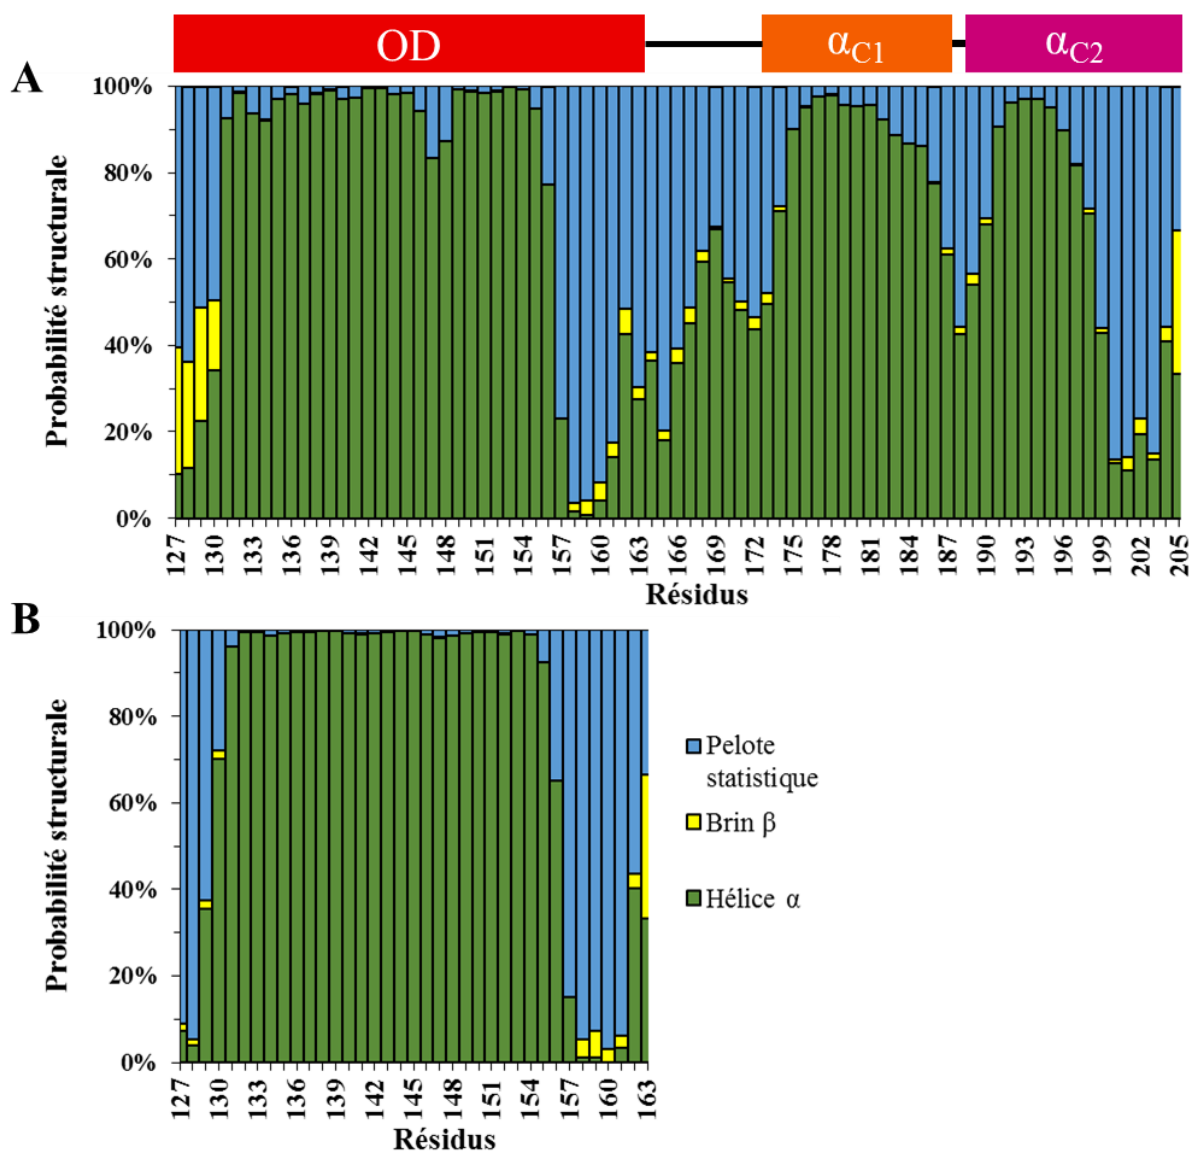 OD αC1 αC2
A
Probabilité structurale
100%
80%
60%
40%
20%
0%
127 130 133 136 139 142 145 148 151 154 157 160 163 166 169 172 175 178 181 184 187 190 193 196 199 202 205
Résidus
B
Probabilité structurale
100%
80%
60%
40%
20%
0%
127 130 133 136 139 142 145 148 151 154 157 160 163
Résidus
Pelote
statistique
Brin β
Hélice α